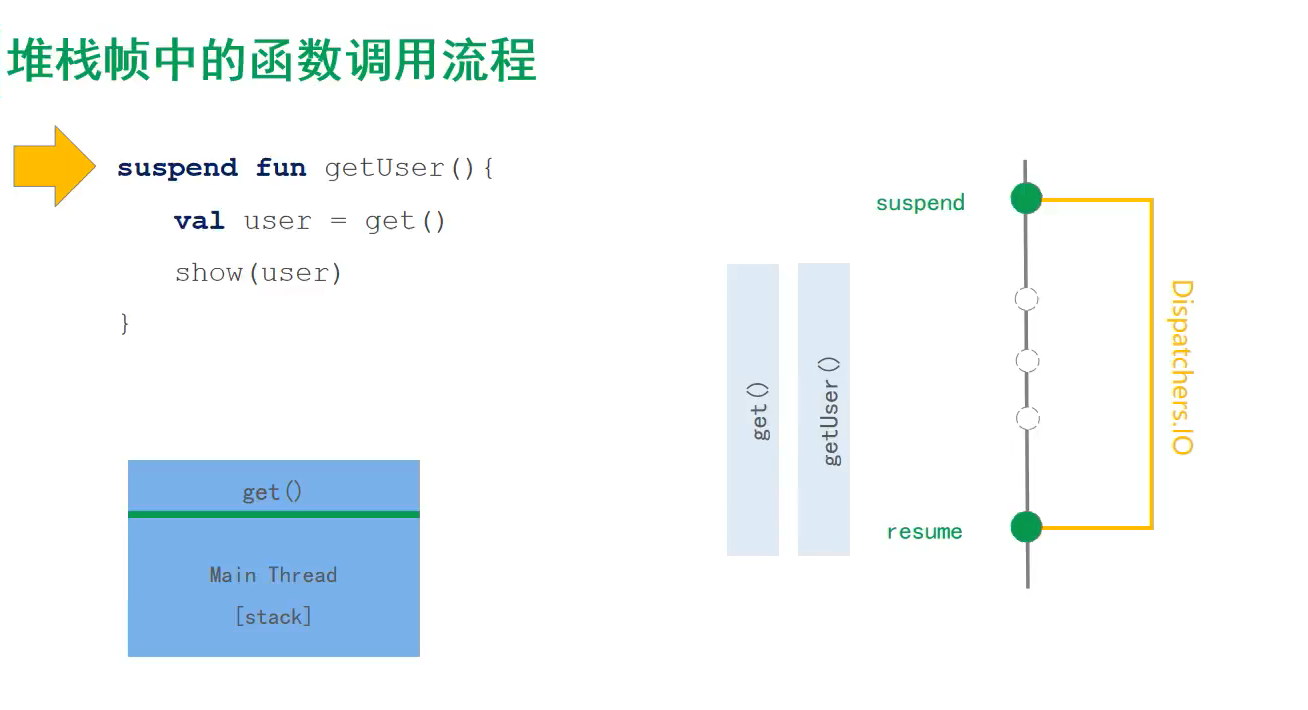 堆栈帧中的函数调用流程
suspend fun getUser(){
val user = get()
show(user)
}
get()
Main Thread
[stack]
get()
getUser()
suspend
resume
Dispatchers.IO